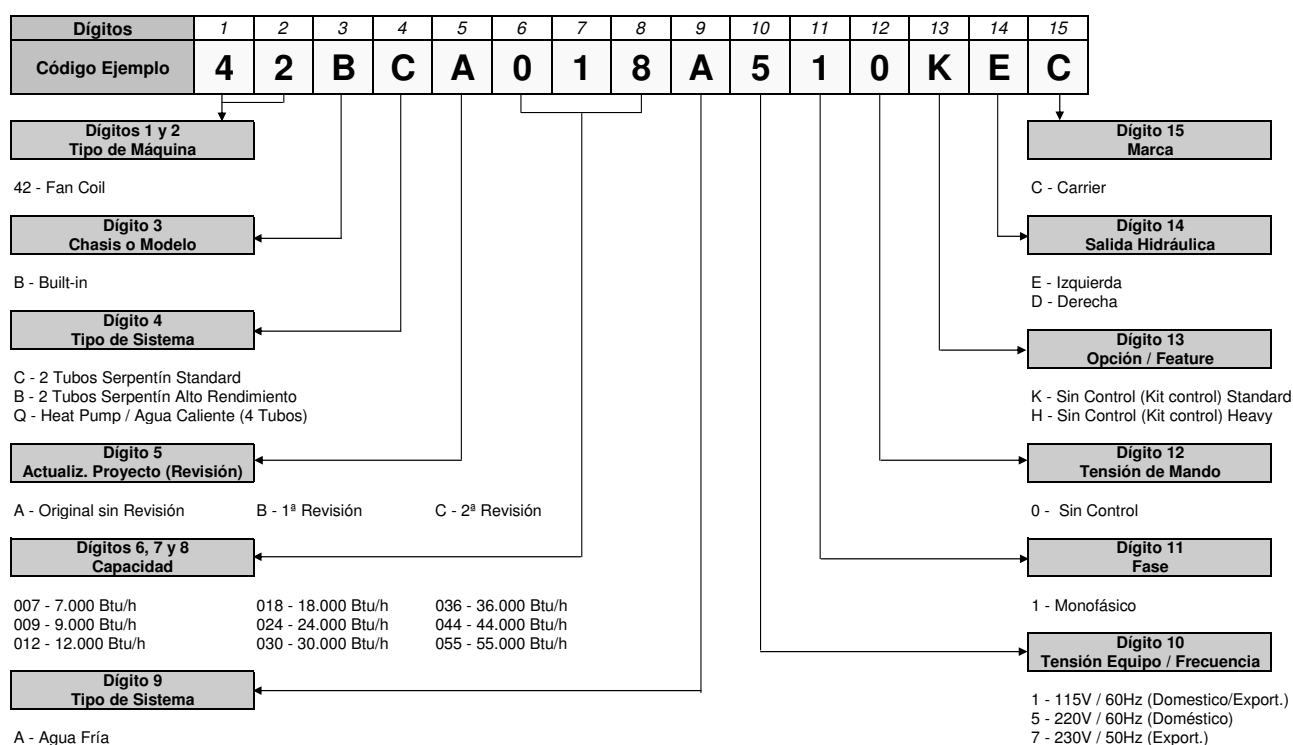 Dígitos 1 2 3 4 5 6 7 8 9 10 11 12 13 14 15
Código Ejemplo 4 2 B C A 0 1 8 A 5 1 0 K E C
Dígitos 1 y 2
Tipo de Máquina
42 - Fan Coil
Dígito 3
Chasis o Modelo
B - Built-in
Dígito 4
Tipo de Sistema
C - 2 Tubos Serpentín Standard
B - 2 Tubos Serpentín Alto Rendimiento
Q - Heat Pump / Agua Caliente (4 Tubos)
Dígito 5
Actualiz. Proyecto (Revisión)
A - Original sin Revisión B - 1ª Revisión C - 2ª Revisión
Dígitos 6, 7 y 8
Capacidad
007 - 7.000 Btu/h 018 - 18.000 Btu/h 036 - 36.000 Btu/h
009 - 9.000 Btu/h 024 - 24.000 Btu/h 044 - 44.000 Btu/h
012 - 12.000 Btu/h 030 - 30.000 Btu/h 055 - 55.000 Btu/h
Dígito 9
Tipo de Sistema
A - Agua Fría
Dígito 15
Marca
C - Carrier
Dígito 14
Salida Hidráulica
E - Izquierda
D - Derecha
Dígito 13
Opción / Feature
K - Sin Control (Kit control) Standard
H - Sin Control (Kit control) Heavy
Dígito 12
Tensión de Mando
0 - Sin Control
Dígito 11
Fase
1 - Monofásico
Dígito 10
Tensión Equipo / Frecuencia
1 - 115V / 60Hz (Domestico/Export.)
5 - 220V / 60Hz (Doméstico)
7 - 230V / 50Hz (Export.)